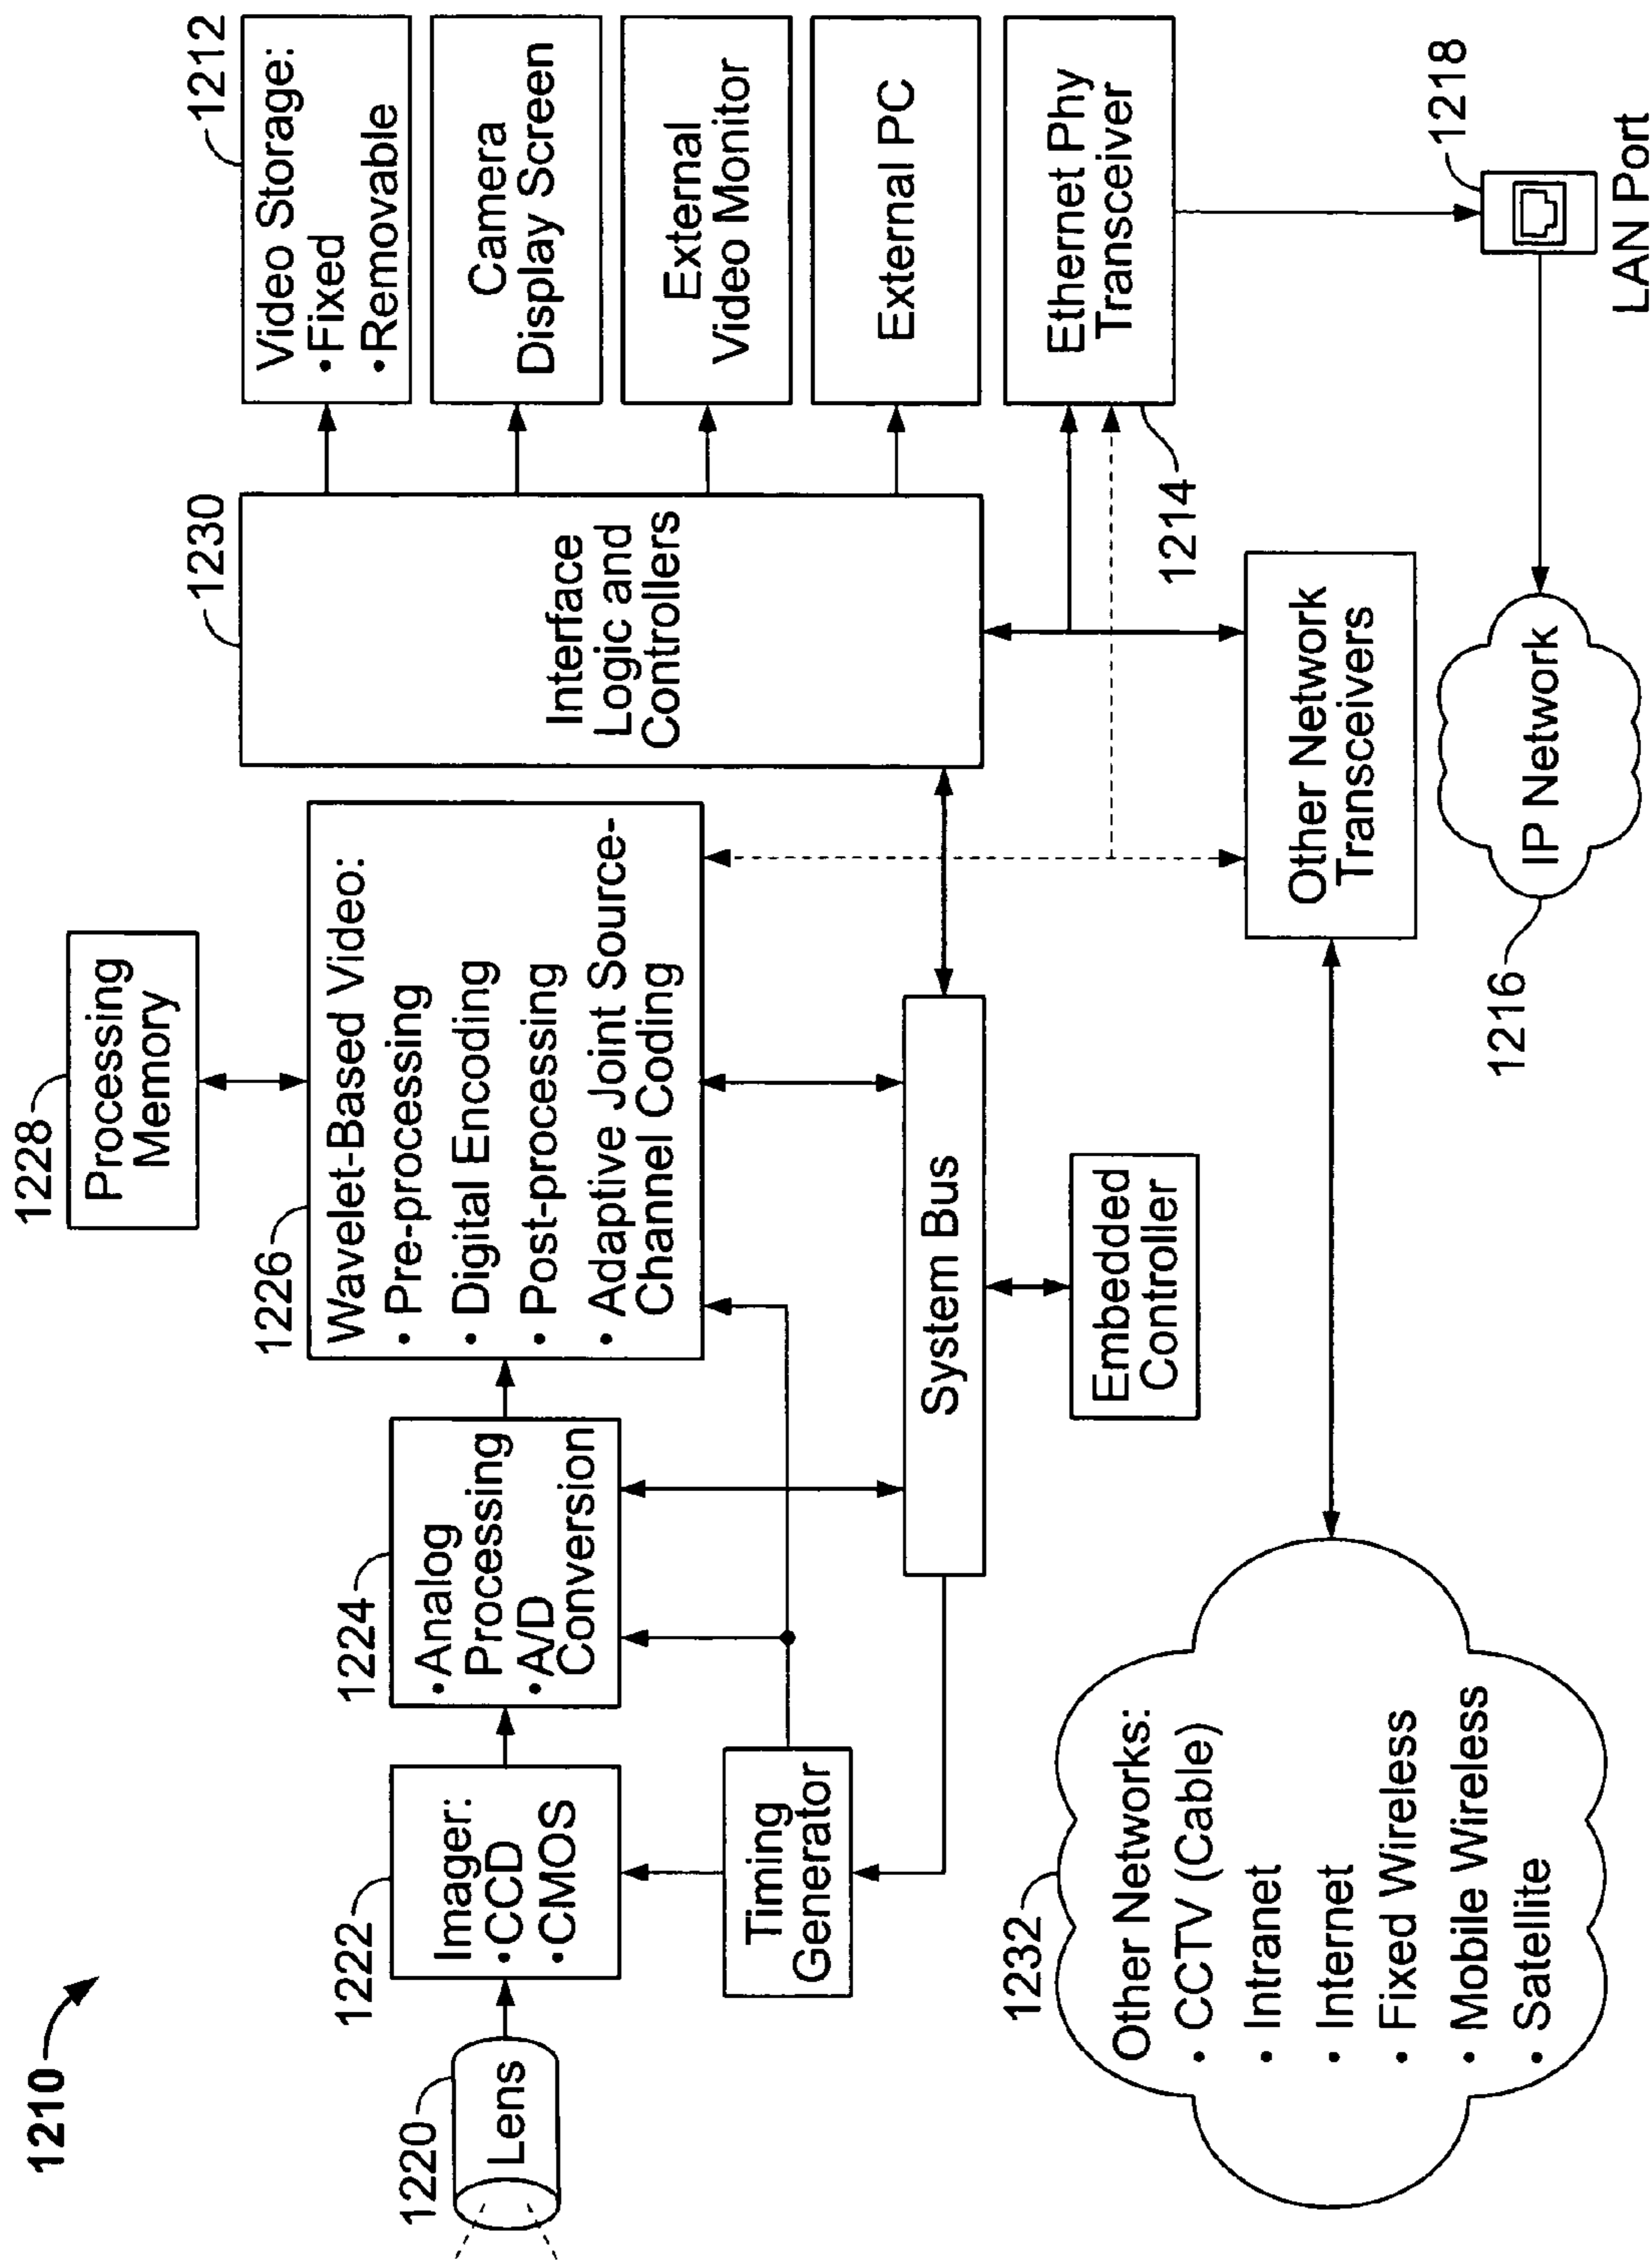 1210
1220
Lens
1222
Imager:
•CCD
•CMOS
1224
•Analog
Processing
•A/D
Conversion
1226
Wavelet-Based Video:
• Pre-processing
• Digital Encoding
• Post-processing
• Adaptive Joint Source-
Channel Coding
1228
Processing
Memory
1230
Interface
Logic and
Controllers
1212
Video Storage:
•Fixed
•Removable
Camera
Display Screen
External
Video Monitor
External PC
Ethernet Phy
Transceiver
1214
Timing
Generator
System Bus
Embedded
Controller
1232
Other Networks:
• CCTV (Cable)
• Intranet
• Internet
• Fixed Wireless
• Mobile Wireless
• Satellite
Other Network
Transceivers
1216
IP Network
1218
LAN Port